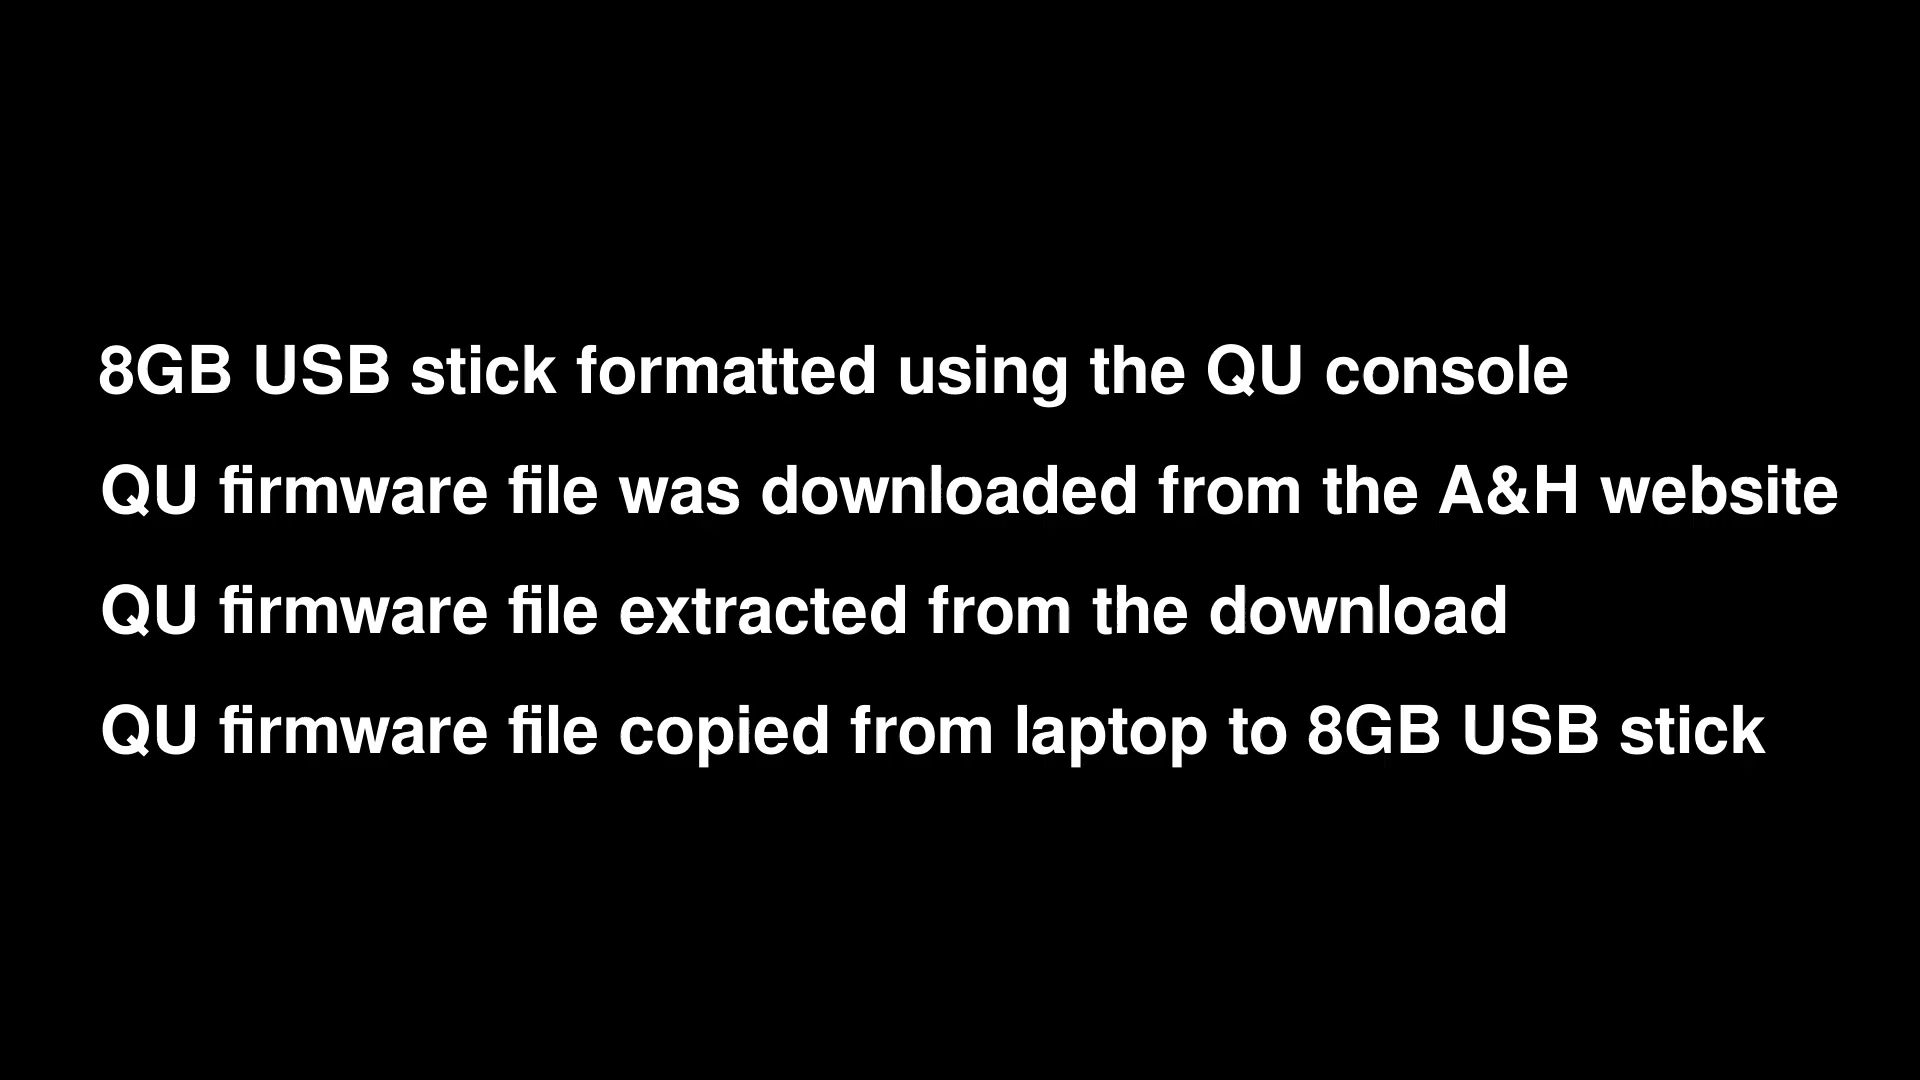 8GB USB stick formatted using the QU console
QU firmware file was downloaded from the A&H website
QU firmware file extracted from the download
QU firmware file copied from laptop to 8GB USB stick